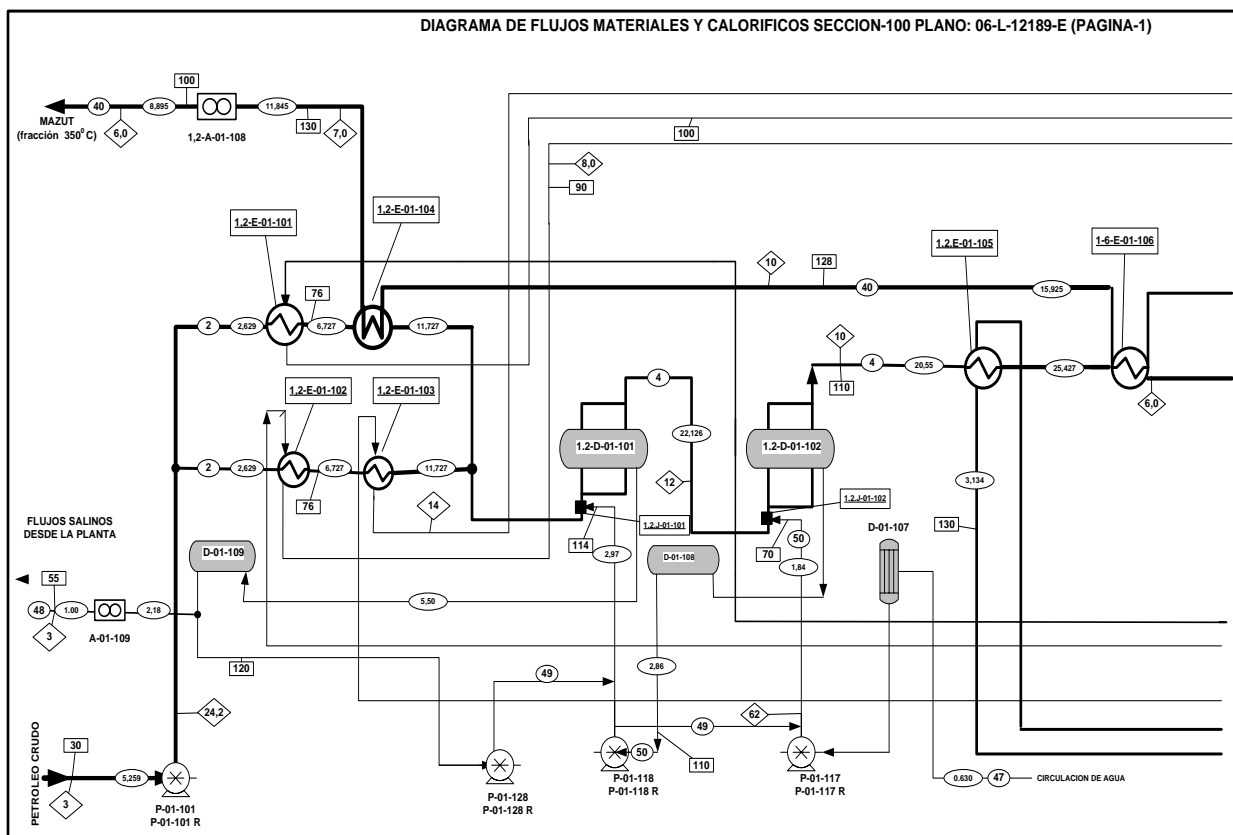 DIAGRAMA DE FLUJOS MATERIALES Y CALORIFICOS SECCION-100 PLANO: 06-L-12189-E (PAGINA-1)
100
40
8,895
11,845
MAZUT
(fracción 350⁰ C)
6,0
1,2-A-01-108
130
7,0
100
8,0
90
1,2-E-01-101
1,2-E-01-104
1.2.E-01-105
1-6-E-01-106
10
128
40
15,925
76
2
2,629
6,727
11,727
10
110
4
20,55
25,427
6,0
1,2-E-01-102
1,2-E-01-103
4
1.2-D-01-101
22,126
1.2-D-01-102
2
2,629
6,727
11,727
76
14
12
3,134
1.2.J-01-101
1.2.J-01-102
FLUJOS SALINOS
DESDE LA PLANTA
D-01-109
114
2,97
D-01-108
70
50
1,84
D-01-107
130
55
48
1.00
2,18
3
A-01-109
5,50
120
2,86
49
24,2
62
49
30
PETROLEO CRUDO
5,259
3
50
110
P-01-101
P-01-101 R
P-01-128
P-01-128 R
P-01-118
P-01-118 R
P-01-117
P-01-117 R
0.630
47
CIRCULACION DE AGUA